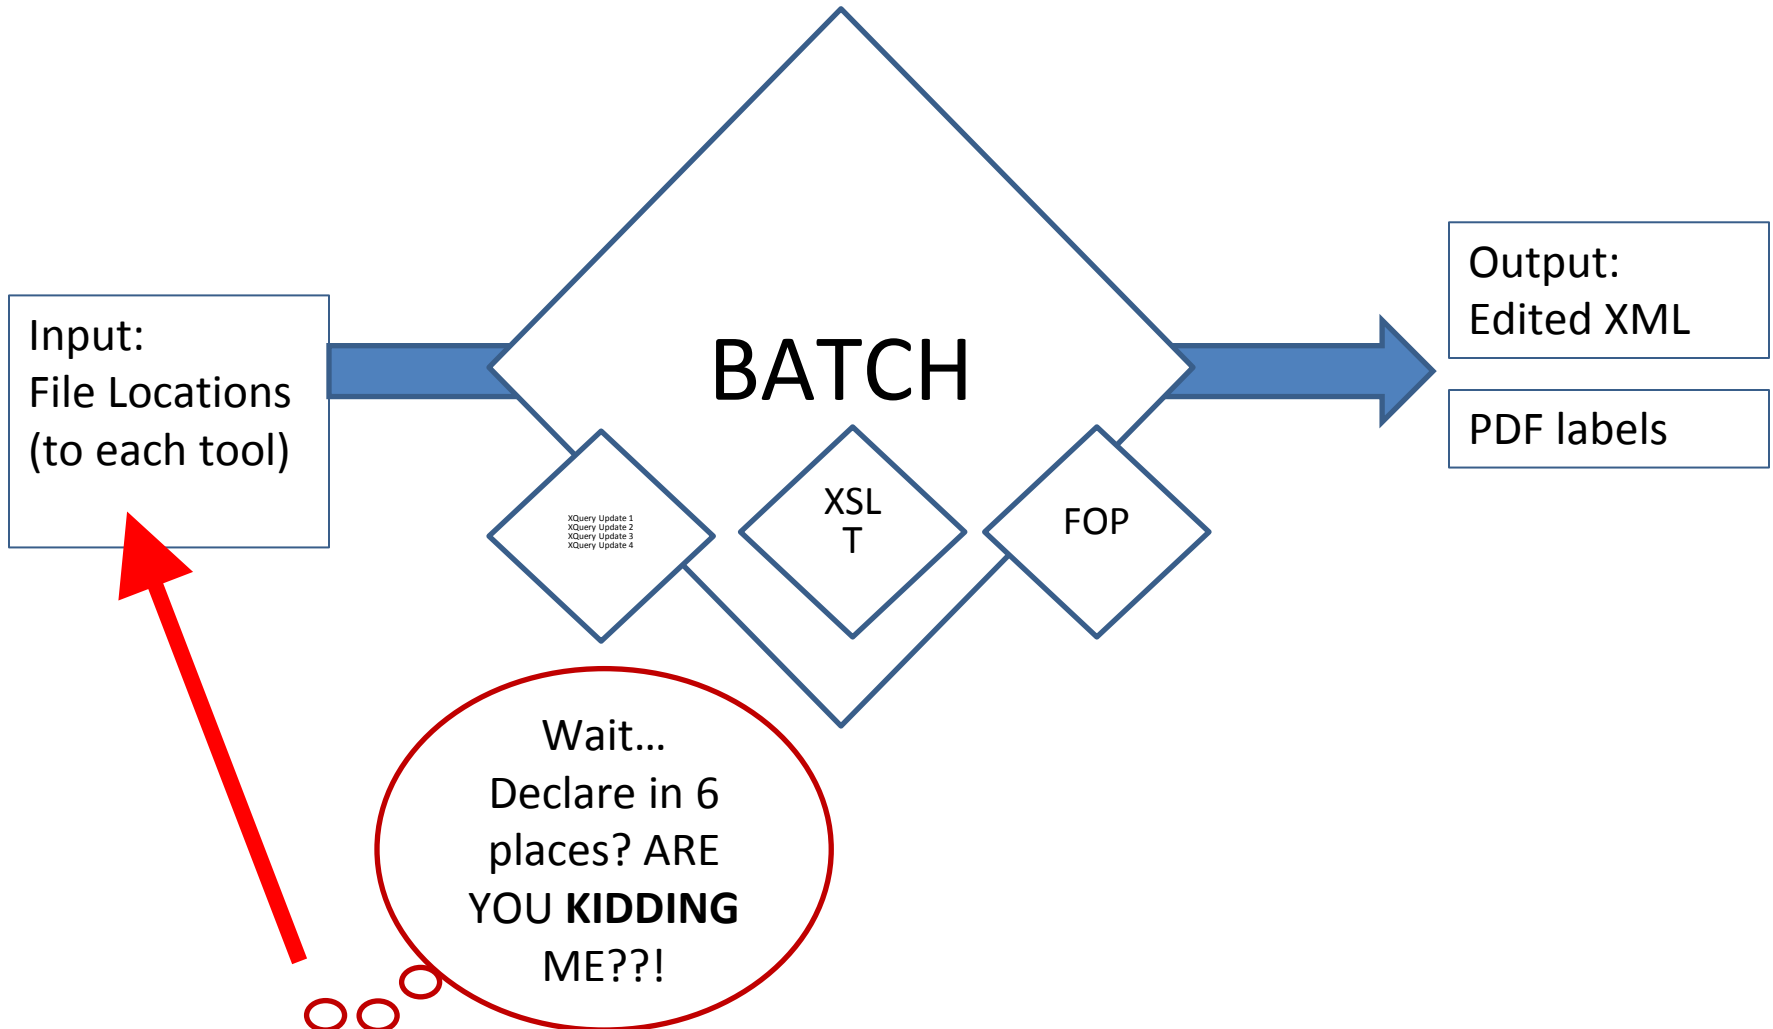 Input:
File Locations
(to each tool)
BATCH
XQuery Update 1
XQuery Update 2
XQuery Update 3
XQuery Update 4
XSL
T
FOP
Output:
Edited XML
PDF labels
Wait...
Declare in 6
places? ARE
YOU KIDDING
ME??!